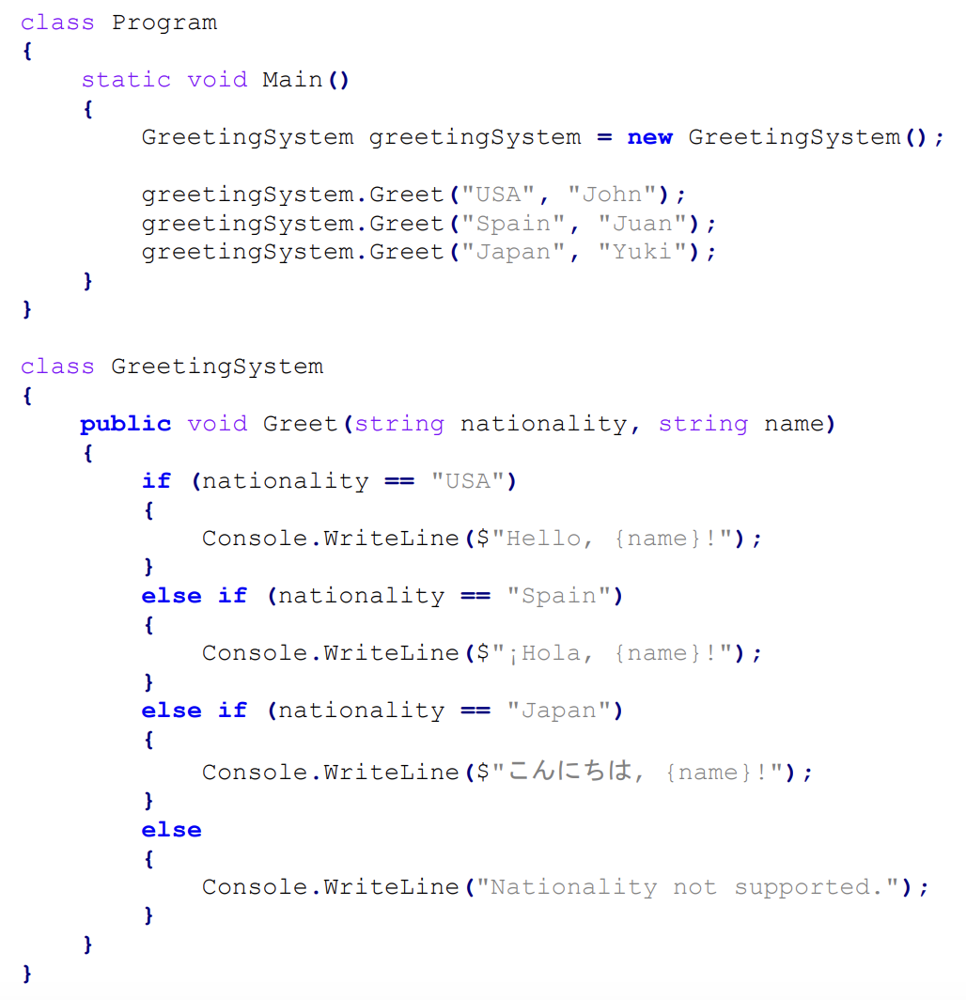 class Program
{
    static void Main()
    {
        GreetingSystem greetingSystem = new GreetingSystem();

        greetingSystem.Greet("USA", "John");
        greetingSystem.Greet("Spain", "Juan");
        greetingSystem.Greet("Japan", "Yuki");
    }
}

class GreetingSystem
{
    public void Greet(string nationality, string name)
    {
        if (nationality == "USA")
        {
            Console.WriteLine($"Hello, {name}!");
        }
        else if (nationality == "Spain")
        {
            Console.WriteLine($"¡Hola, {name}!");
        }
        else if (nationality == "Japan")
        {
            Console.WriteLine($"こんにちは, {name}!");
        }
        else
        {
            Console.WriteLine("Nationality not supported.");
        }
    }
}